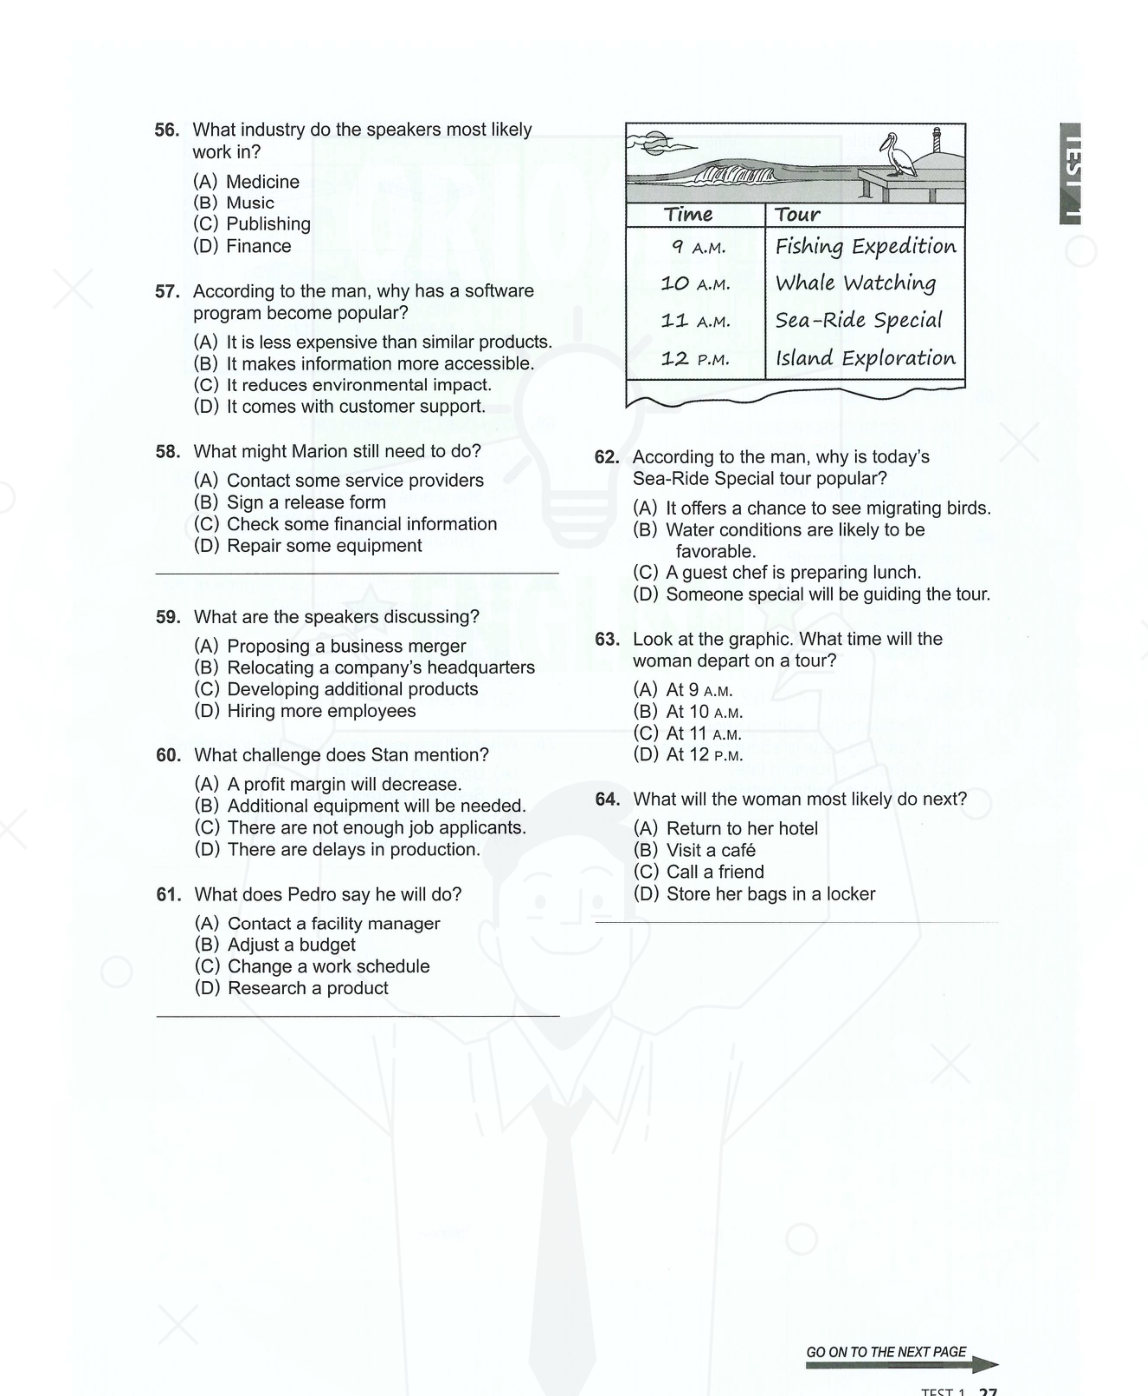 56. What industry do the speakers most likely
work in?
(A) Medicine
(B) Music
(C) Publishing
(D) Finance
57. According to the man, why has a software
program become popular?
(A) It is less expensive than similar products.
(B) It makes information more accessible.
(C) It reduces environmental impact.
(D) It comes with customer support.
58. What might Marion still need to do?
(A) Contact some service providers
(B) Sign a release form
(C) Check some financial information
(D) Repair some equipment
59. What are the speakers discussing?
(A) Proposing a business merger
(B) Relocating a company's headquarters
(C) Developing additional products
(D) Hiring more employees
60. What challenge does Stan mention?
(A) A profit margin will decrease.
(B) Additional equipment will be needed.
(C) There are not enough job applicants.
(D) There are delays in production.
61. What does Pedro say he will do?
(A) Contact a facility manager
(B) Adjust a budget
(C) Change a work schedule
(D) Research a product
Time Tour
9 A.M. Fishing Expedition
10 A.M. Whale Watching
11 A.M. Sea-Ride Special
12 P.M. Island Exploration
62. According to the man, why is today's
Sea-Ride Special tour popular?
(A) It offers a chance to see migrating birds.
(B) Water conditions are likely to be
favorable.
(C) A guest chef is preparing lunch.
(D) Someone special will be guiding the tour.
63. Look at the graphic. What time will the
woman depart on a tour?
(A) At 9 A.M.
(B) At 10 A.M.
(C) At 11 A.M.
(D) At 12 P.M.
64. What will the woman most likely do next?
(A) Return to her hotel
(B) Visit a café
(C) Call a friend
(D) Store her bags in a locker
TEST 1
GO ON TO THE NEXT PAGE
TEST 1 27